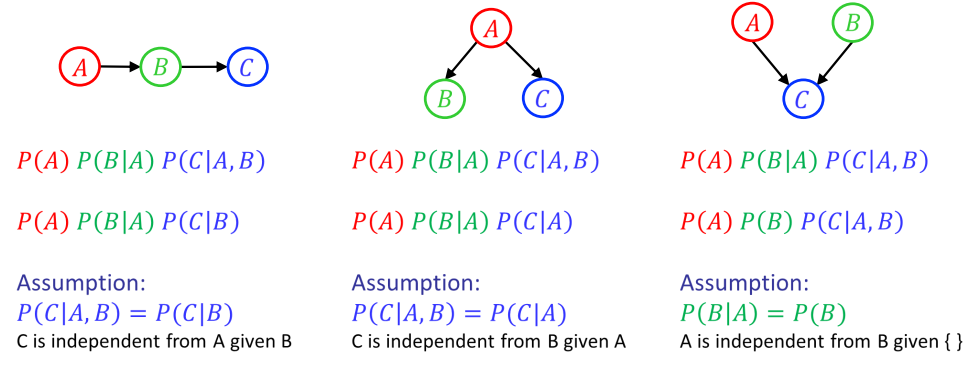 A B C
P(A) P(B|A) P(C|A, B)
P(A) P(B|A) P(C|B)
Assumption:
P(C|A, B) = P(C|B)
C is independent from A given B
A
B C
P(A) P(B|A) P(C|A, B)
P(A) P(B|A) P(C|A)
Assumption:
P(C|A, B) = P(C|A)
C is independent from B given A
A B
C
P(A) P(B|A) P(C|A, B)
P(A) P(B) P(C|A, B)
Assumption:
P(B|A) = P(B)
A is independent from B given { }